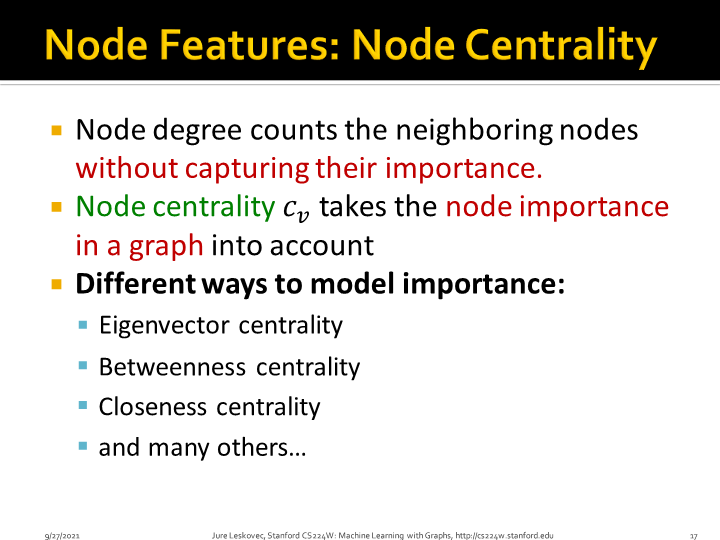 Node Features: Node Centrality
▪ Node degree counts the neighboring nodes
without capturing their importance.
▪ Node centrality 𝑐𝑣 takes the node importance
in a graph into account
▪ Different ways to model importance:
▪ Eigenvector centrality
▪ Betweenness centrality
▪ Closeness centrality
▪ and many others…
9/27/2021 Jure Leskovec, Stanford CS224W: Machine Learning with Graphs, http://cs224w.stanford.edu 17